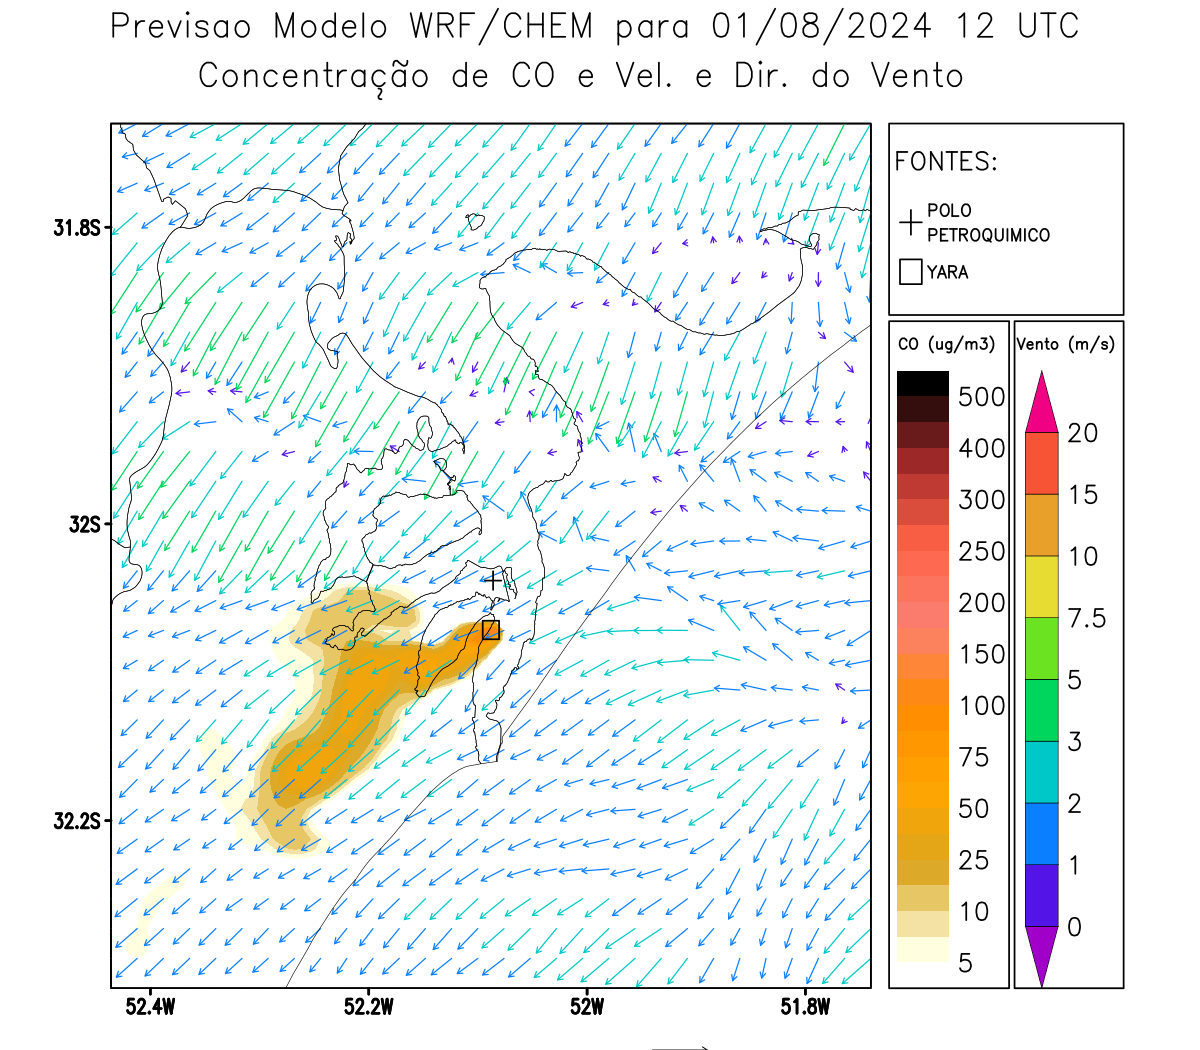 Previsao Modelo WRF/CHEM para 01/08/2024 12 UTC
Concentração de CO e Vel. e Dir. do Vento
FONTES:
POLO
PETROQUIMICO
YARA
CO (ug/m3)
500
400
300
250
200
150
100
75
50
25
10
5
Vento (m/s)
20
15
10
7.5
5
3
2
1
0
31.8S
32S
32.2S
52.4W
52.2W
52W
51.8W